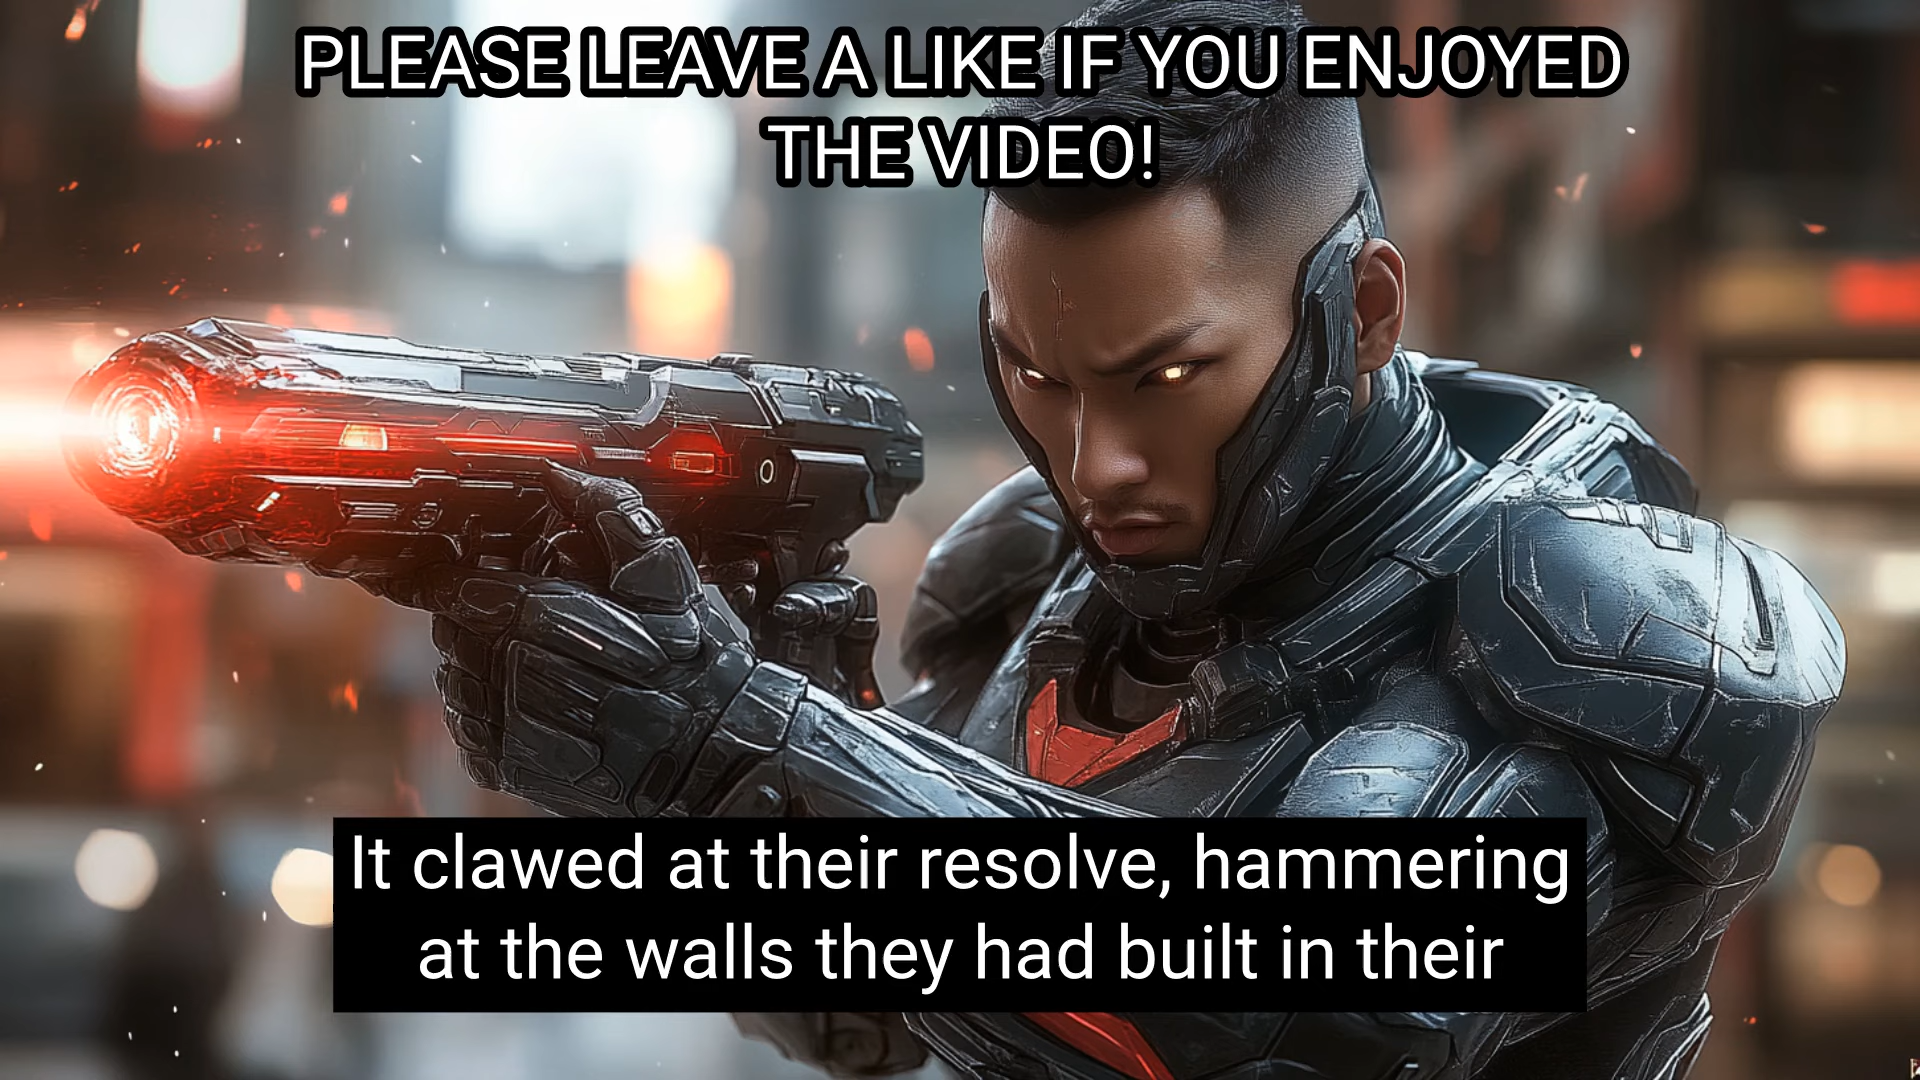 PLEASE LEAVE A LIKE IF YOU ENJOYED
THE VIDEO!
It clawed at their resolve, hammering
at the walls they had built in their